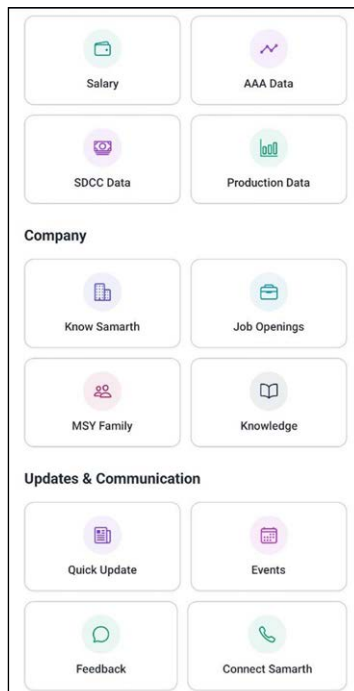 Salary
AAA Data
SDCC Data
Production Data
Company
Know Samarth
Job Openings
MSY Family
Knowledge
Updates & Communication
Quick Update
Events
Feedback
Connect Samarth